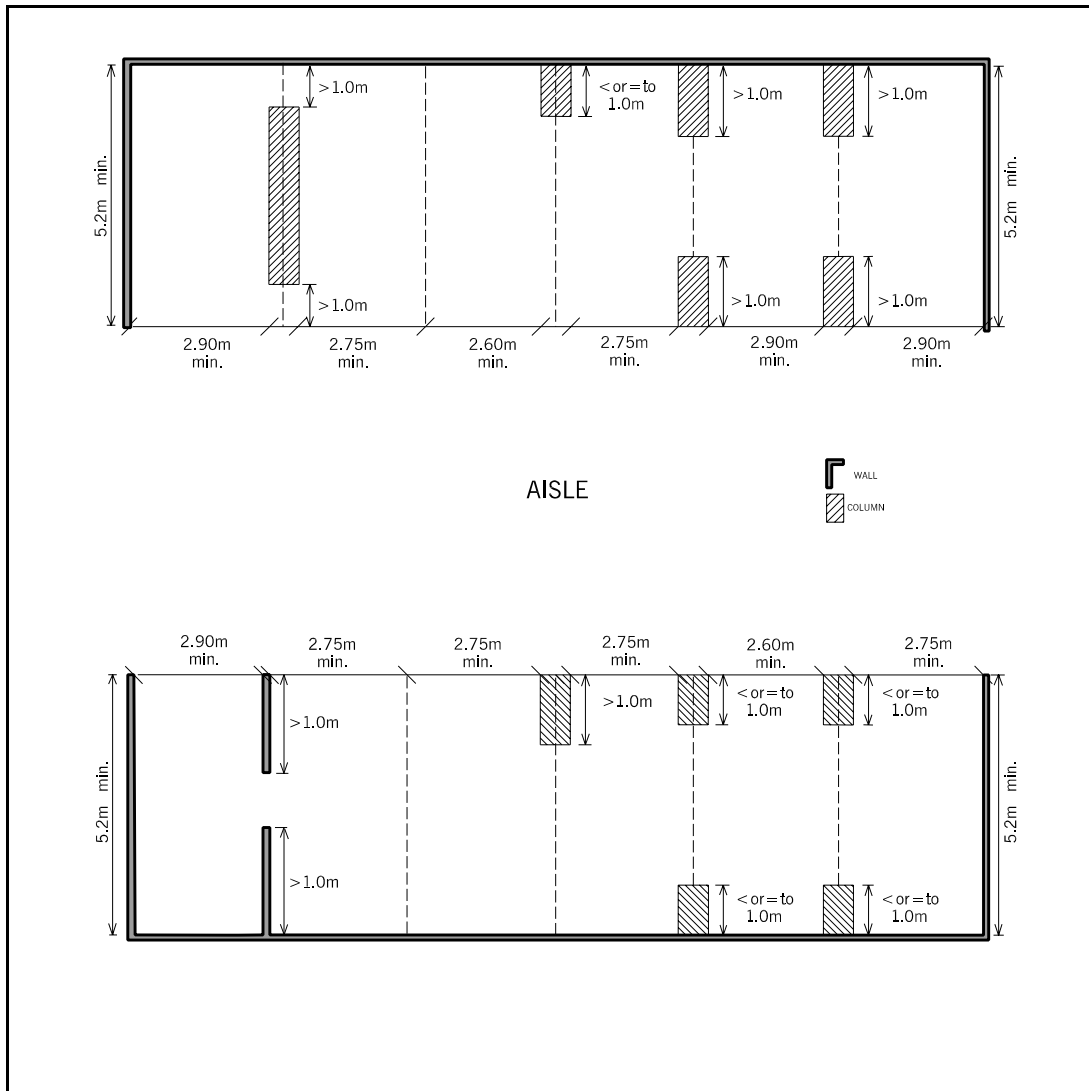 >1.0m
< or = to
1.0m
>1.0m
>1.0m
5.2m min.
5.2m min.
>1.0m
>1.0m
>1.0m
2.90m
min.
2.75m
min.
2.60m
min.
2.75m
min.
2.90m
min.
2.90m
min.
AISLE
WALL
COLUMN
2.90m
min.
2.75m
min.
2.75m
min.
2.75m
min.
2.60m
min.
2.75m
min.
>1.0m
>1.0m
< or = to
1.0m
< or = to
1.0m
5.2m min.
5.2m min.
>1.0m
< or = to
1.0m
< or = to
1.0m